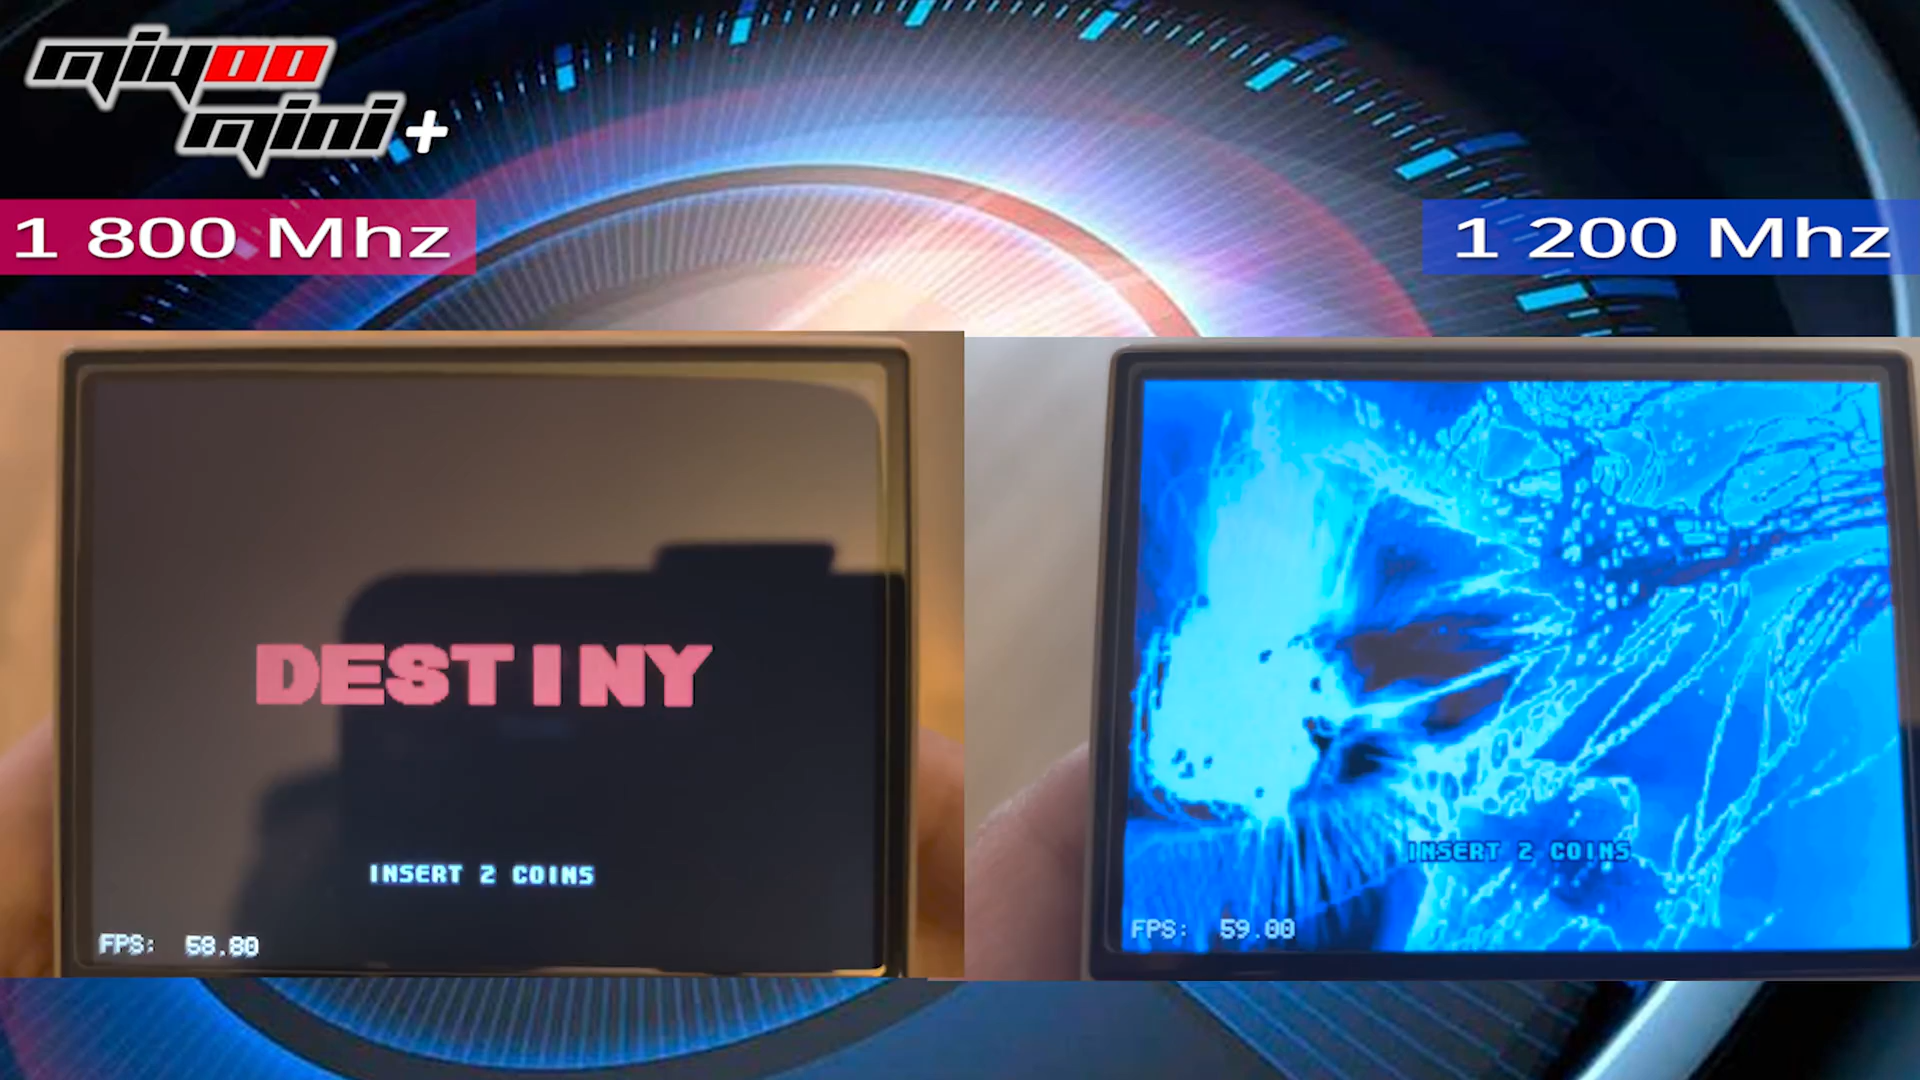 miyoo
mini+
1 800 Mhz
1 200 Mhz
DESTINY
INSERT 2 COINS
FPS: 58.80
INSERT 2 COINS
FPS: 59.00